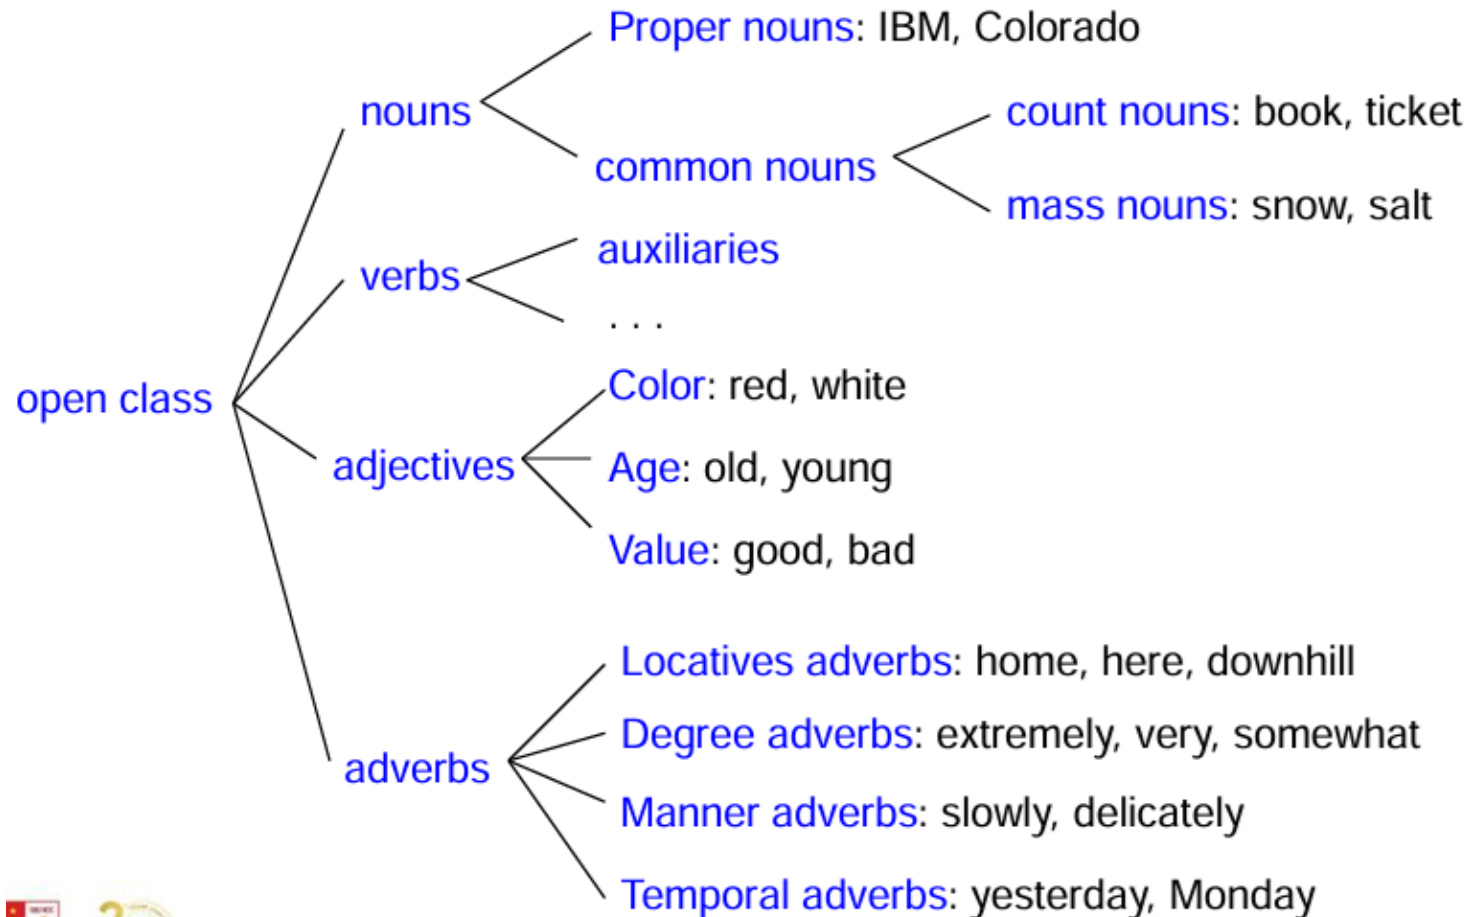 Proper nouns: IBM, Colorado
nouns
count nouns: book, ticket
common nouns
mass nouns: snow, salt
auxiliaries
verbs
. . .
Color: red, white
open class
adjectives
Age: old, young
Value: good, bad
Locatives adverbs: home, here, downhill
Degree adverbs: extremely, very, somewhat
adverbs
Manner adverbs: slowly, delicately
Temporal adverbs: yesterday, Monday